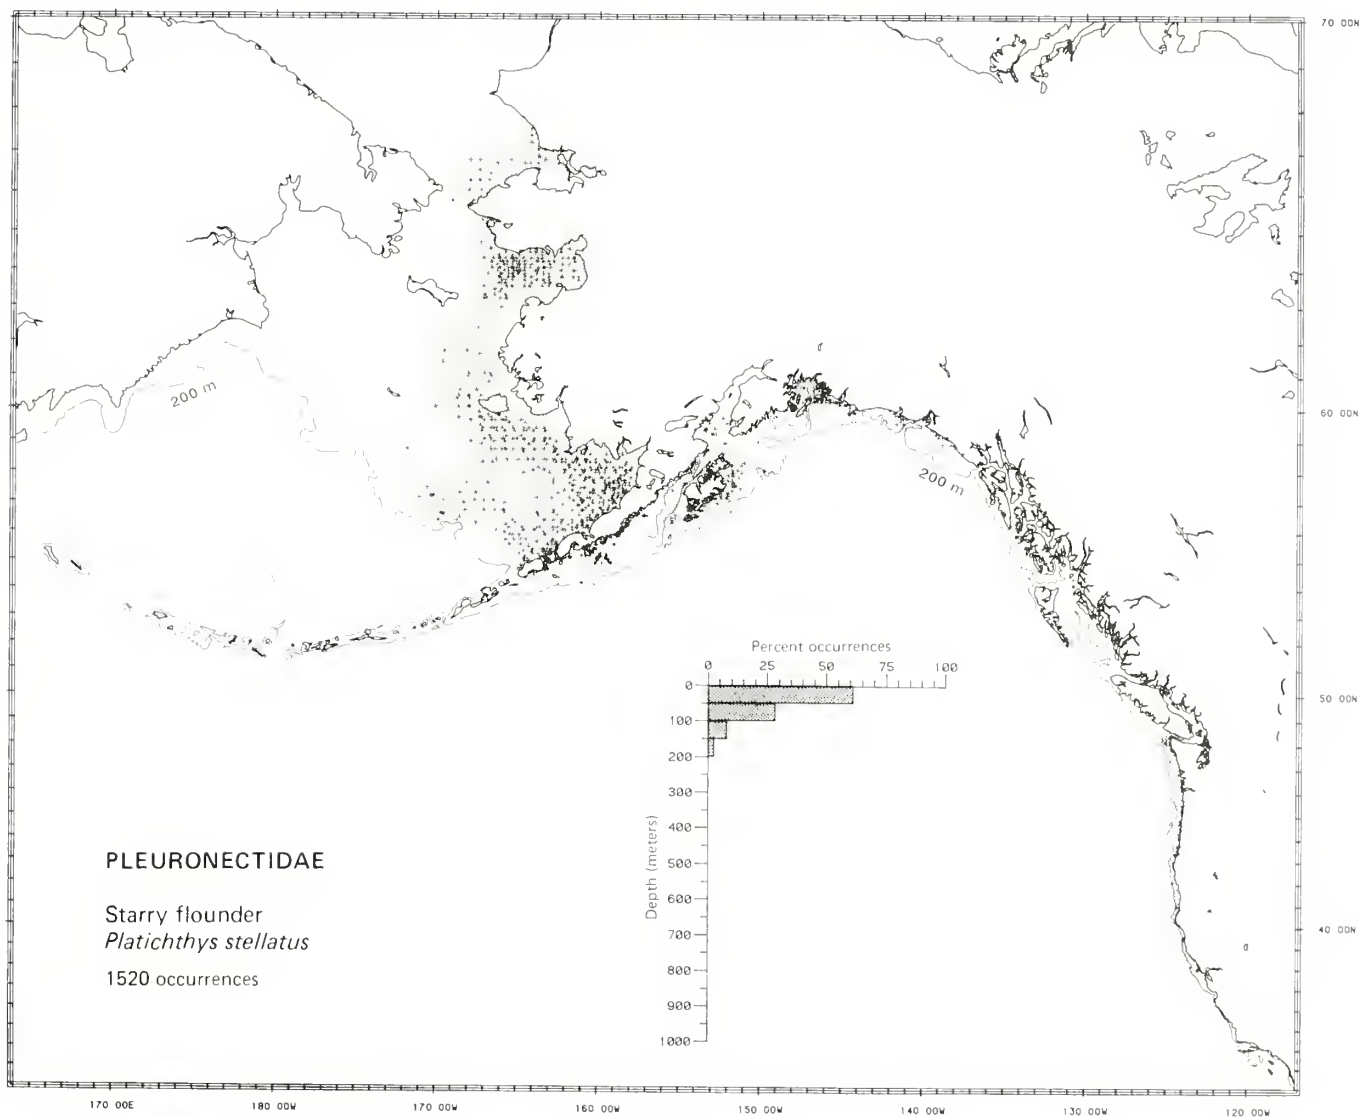 70 00N
200 m
60 00N
200 m
Percent occurrences
0 25 50 75 100
0
50 00N
100
200
300
400
500
600
700
800
900
1000
Depth (meters)
PLEURONECTIDAE
40 00N
Starry flounder
Platichthys stellatus
1520 occurrences
170 00E 180 00W 170 00W 160 00W 150 00W 140 00W 130 00W 120 00W